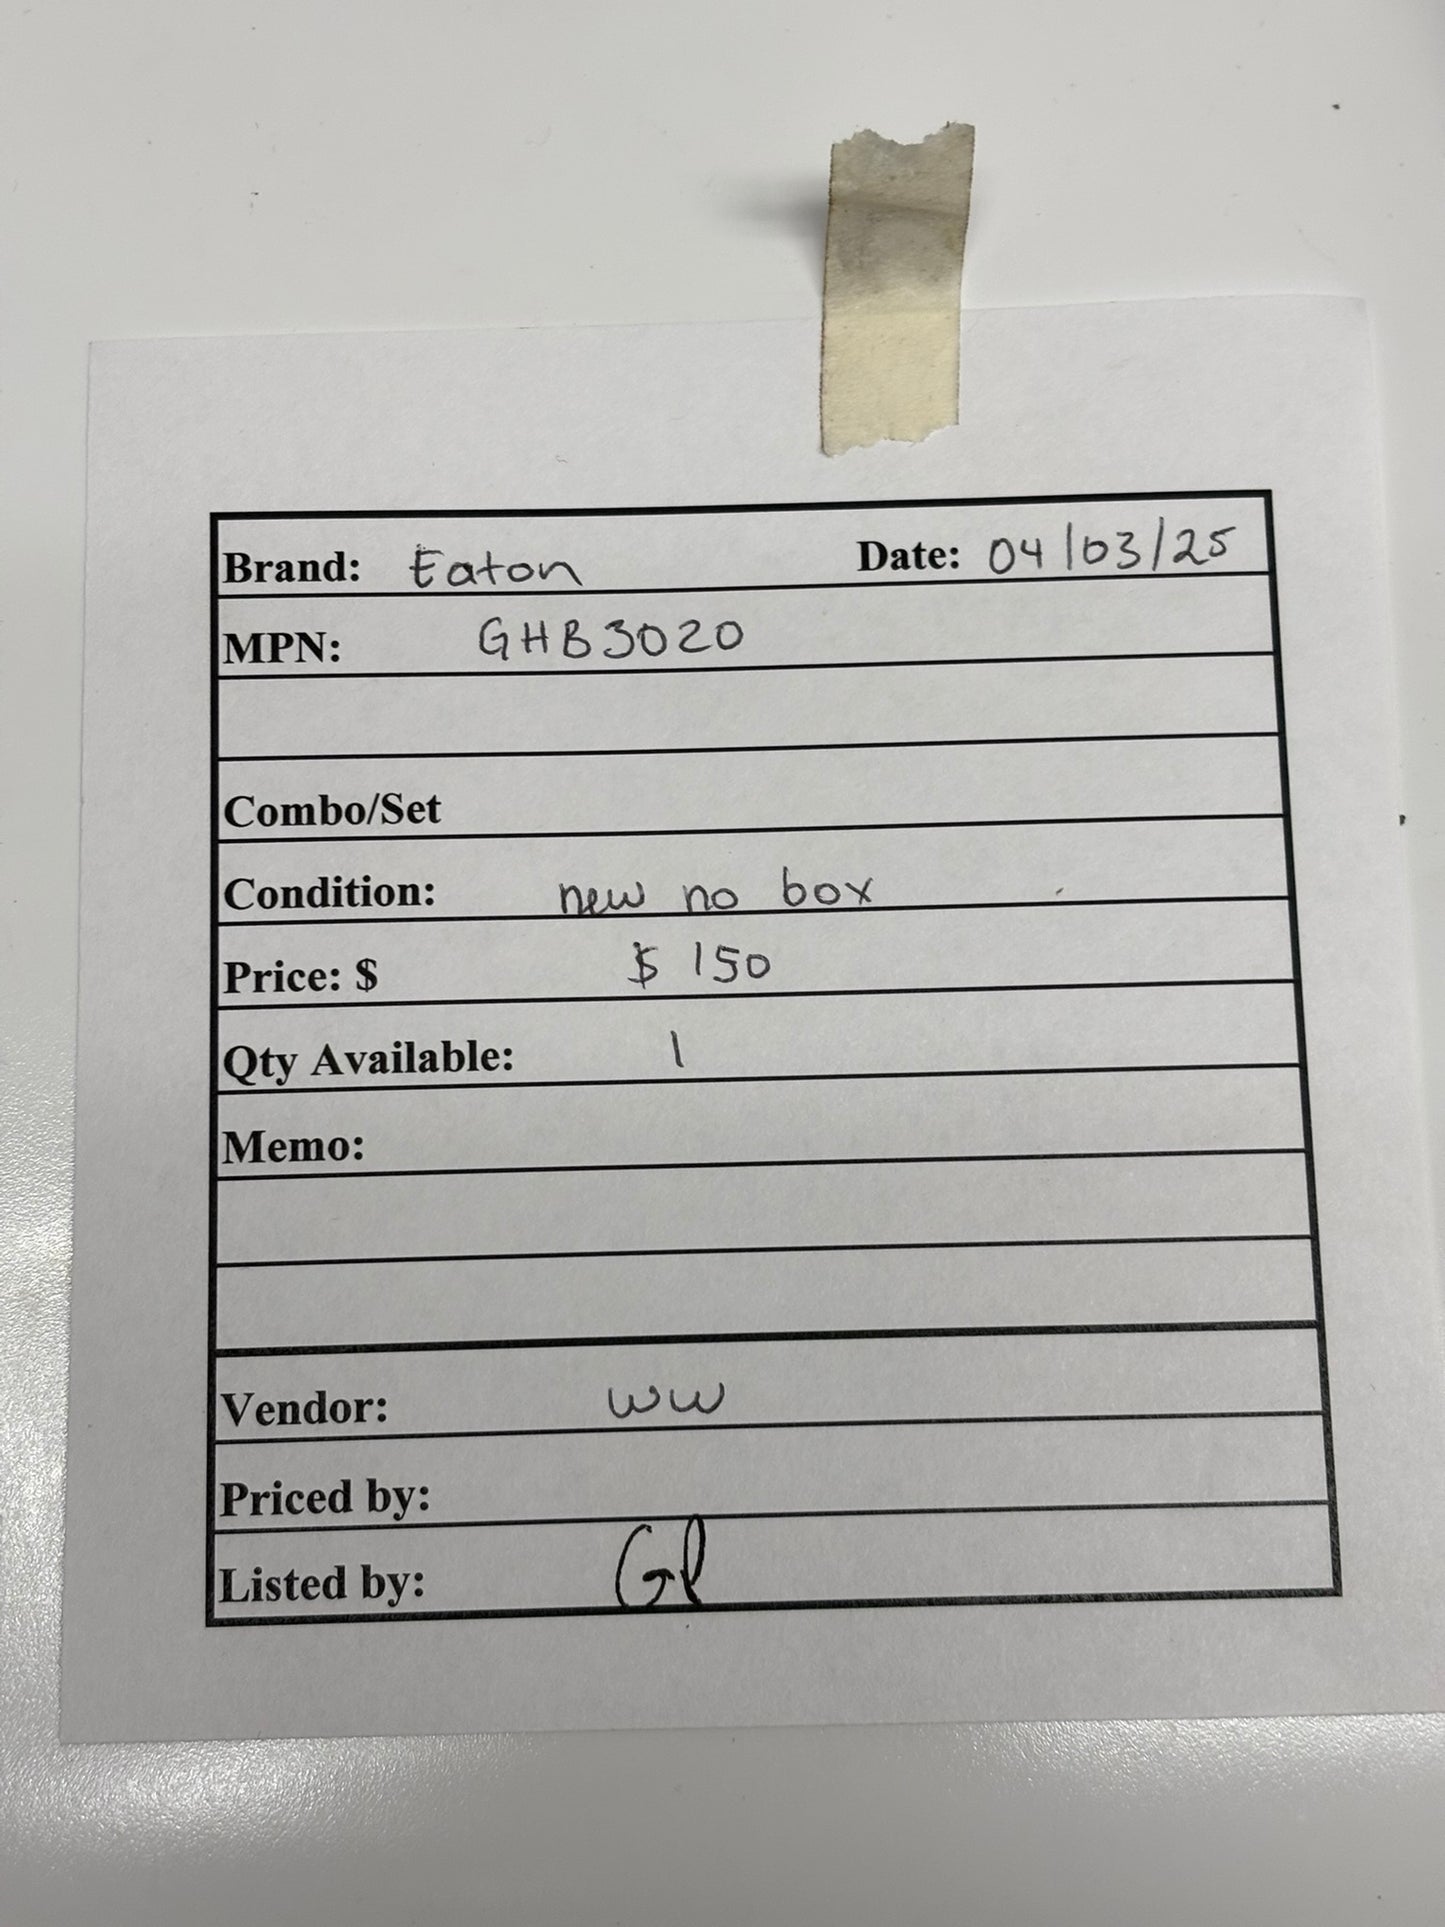 Brand: Eaton Date: 04/03/25
MPN: GHB3020
Combo/Set
Condition: new no box
Price: $ $ 150
Qty Available: 1
Memo:
Vendor: WW
Priced by:
Listed by: